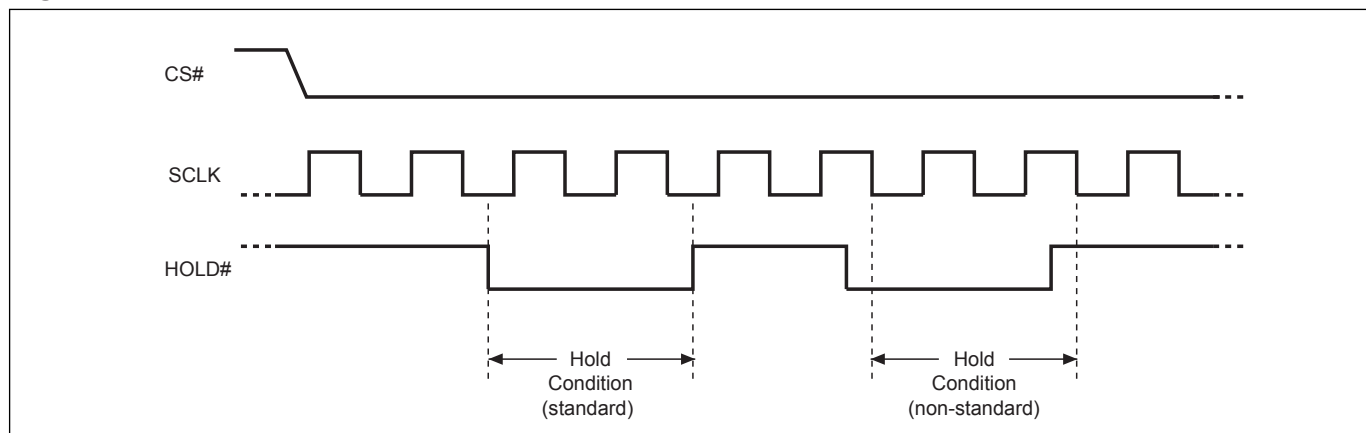 CS#
SCLK
HOLD#
Hold
Condition
(standard)
Hold
Condition
(non-standard)